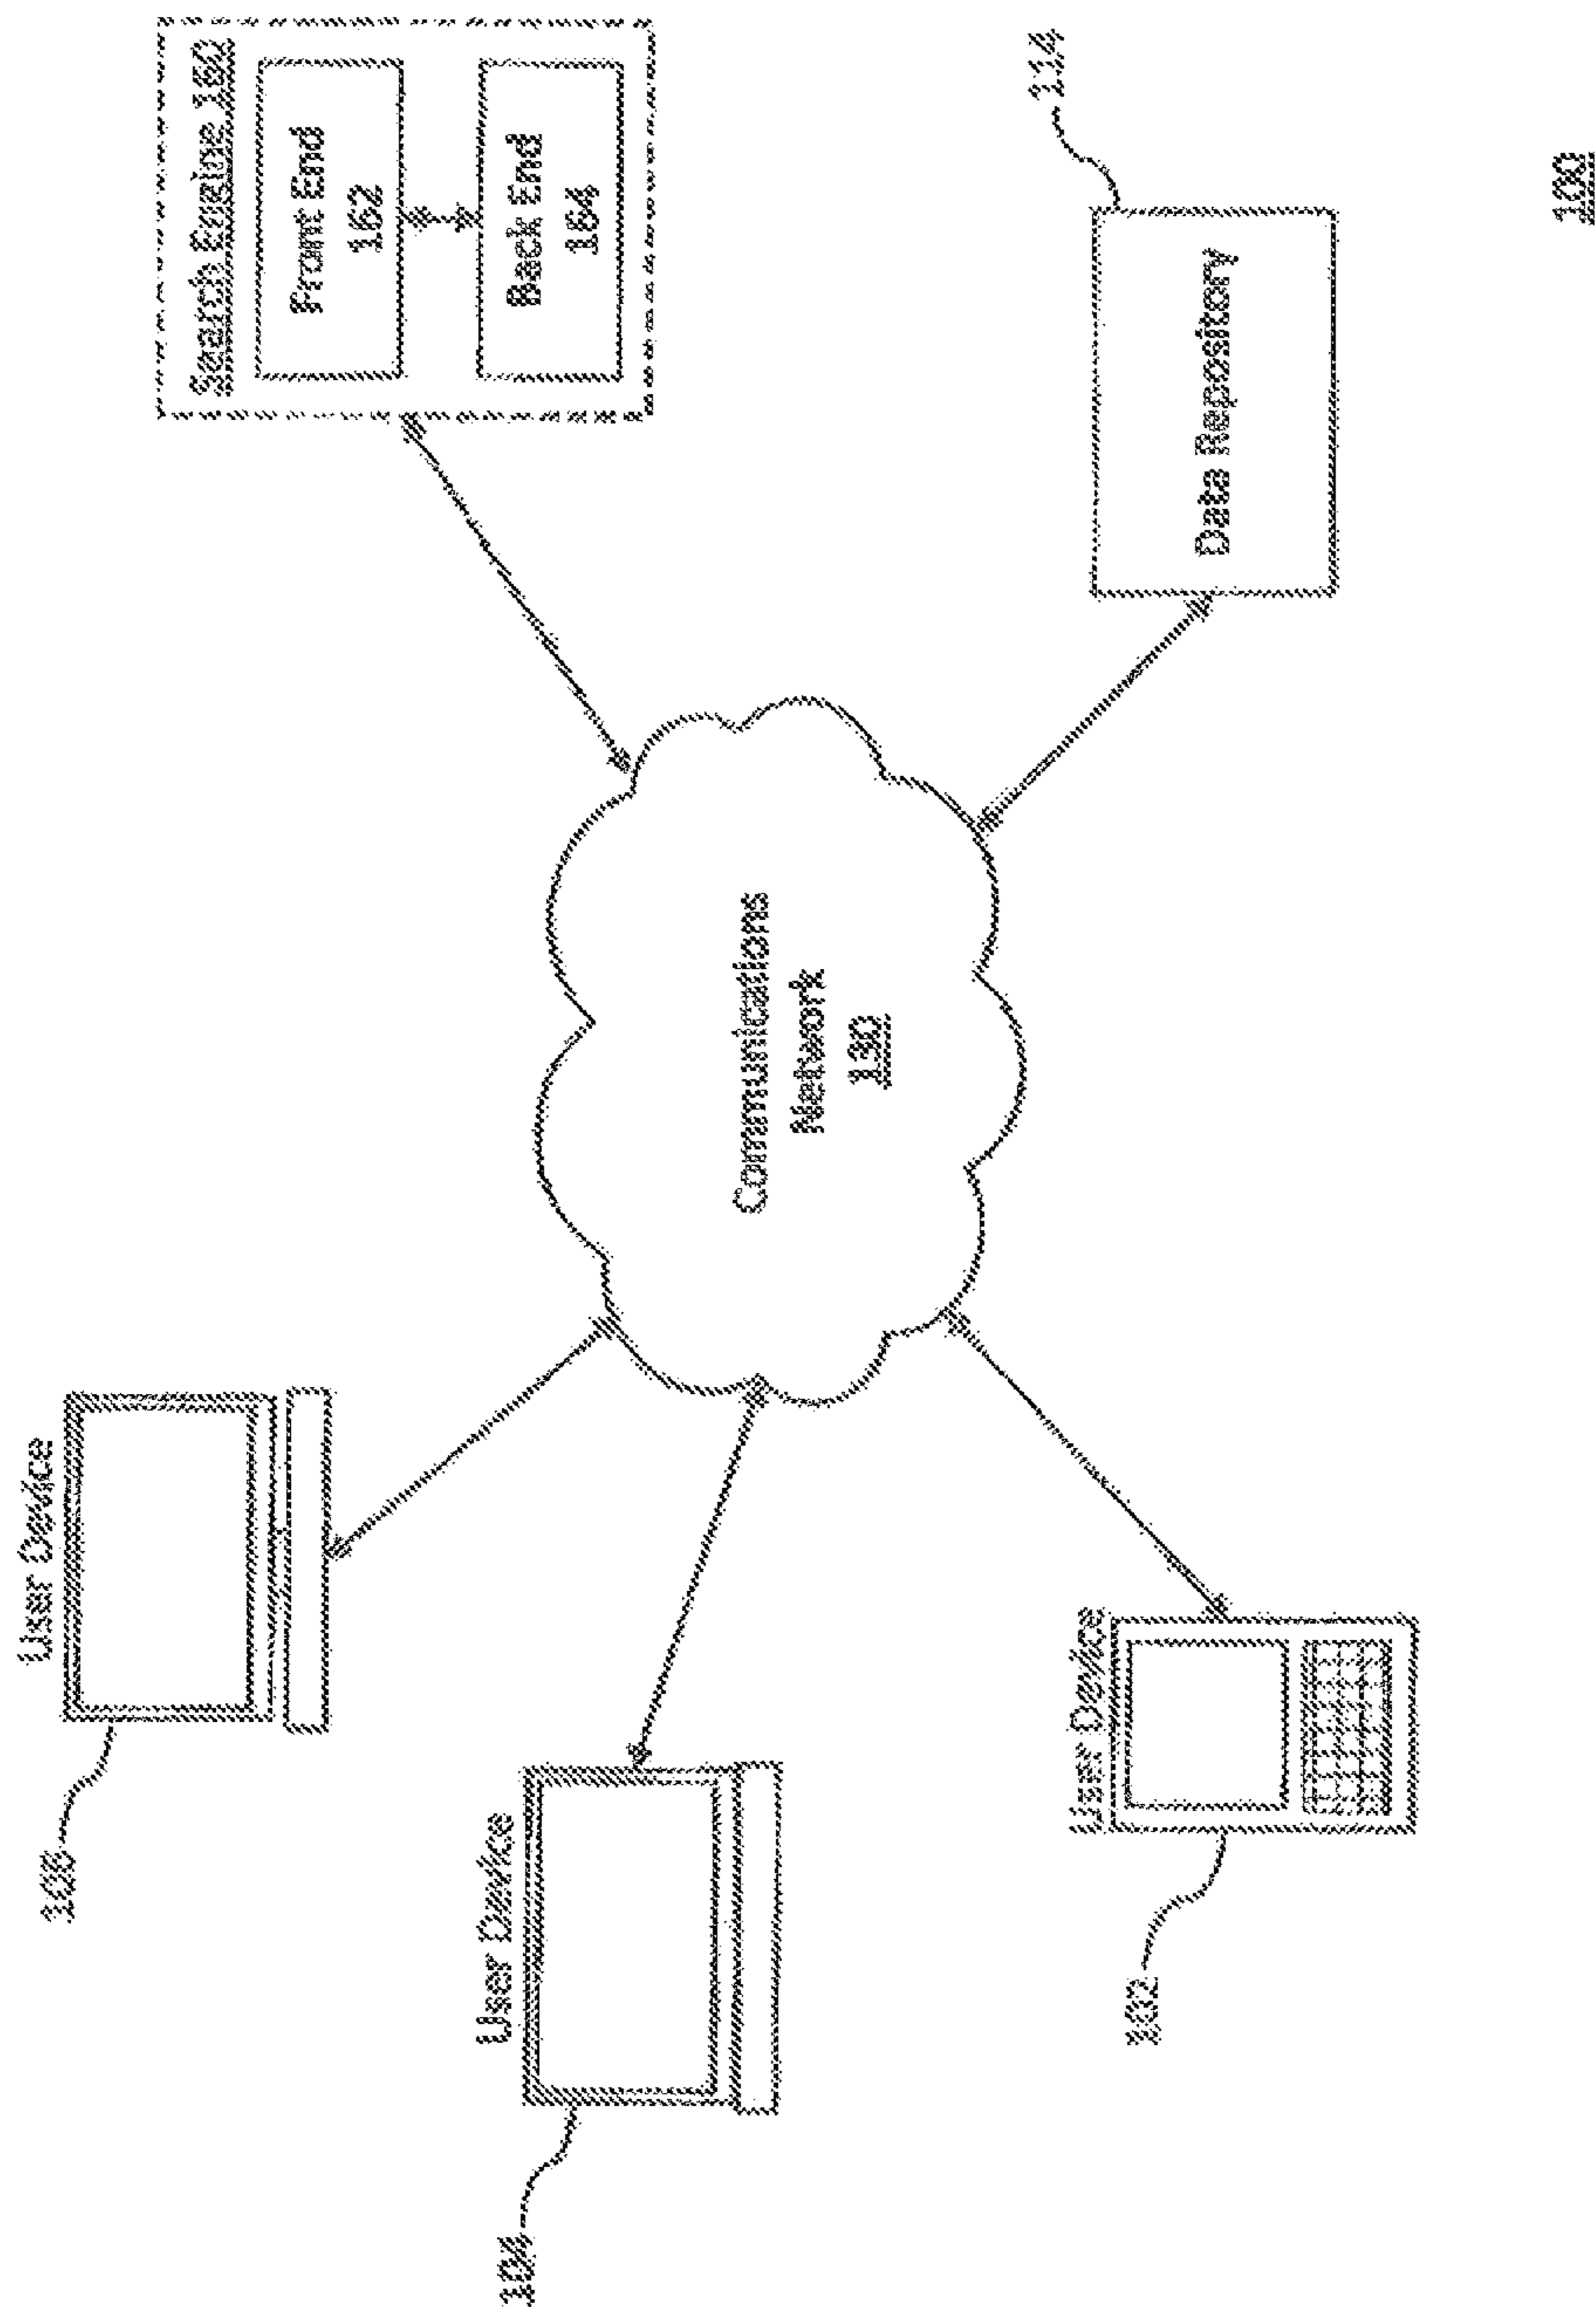 User Device
106
Search Engine 160
Front End
162
Back End
164
User Device
104
Communications
Network
130
114
User Device
102
Data Repository
100